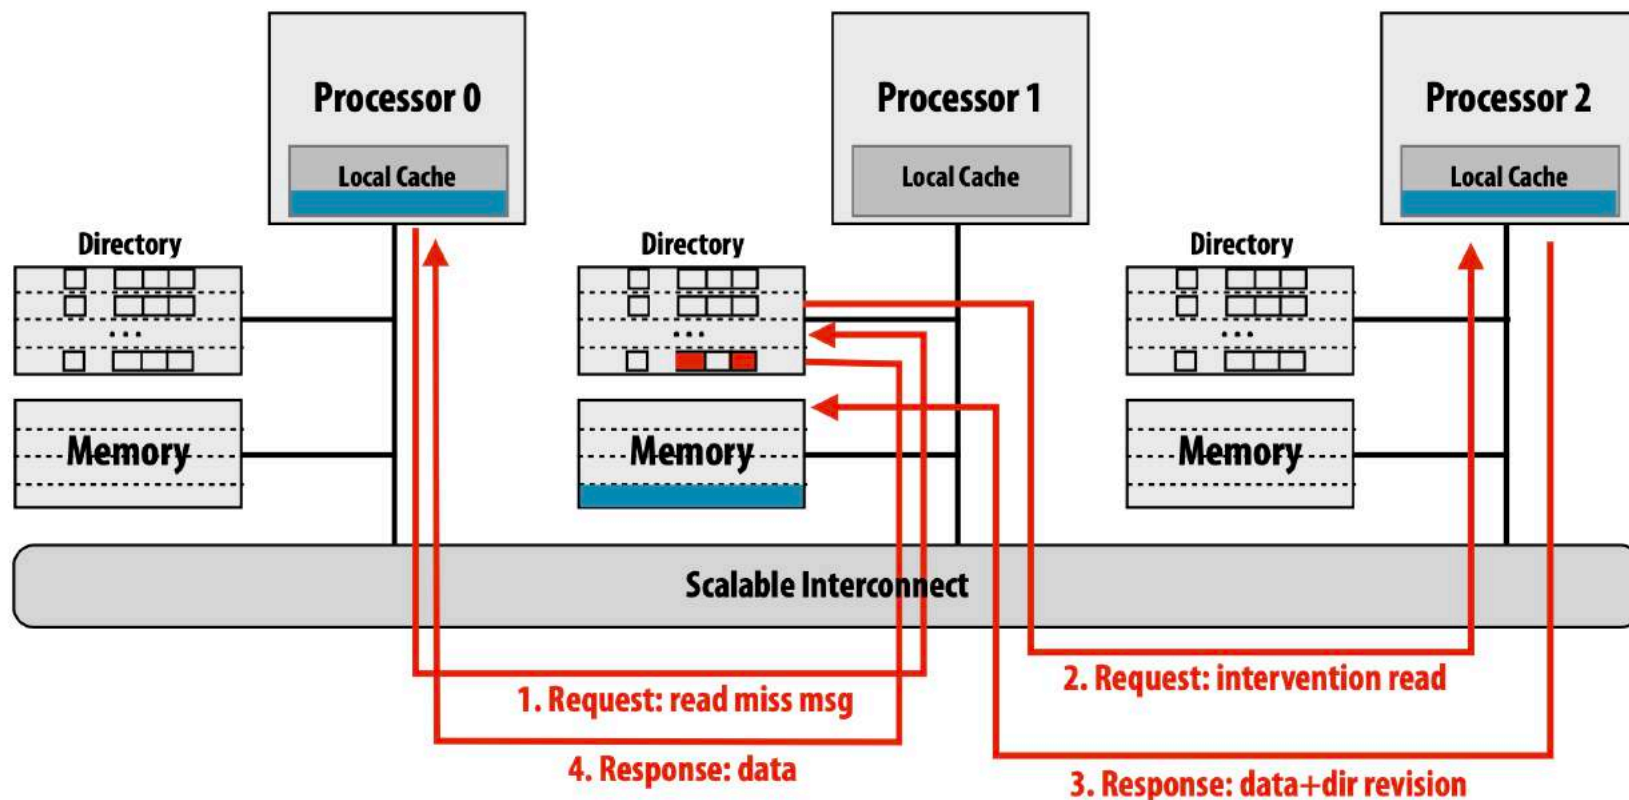 Processor 0
Processor 1
Processor 2
Local Cache
Local Cache
Local Cache
Directory
Directory
Directory
...
...
...
Memory
Memory
Memory
Scalable Interconnect
1. Request: read miss msg
2. Request: intervention read
4. Response: data
3. Response: data+dir revision